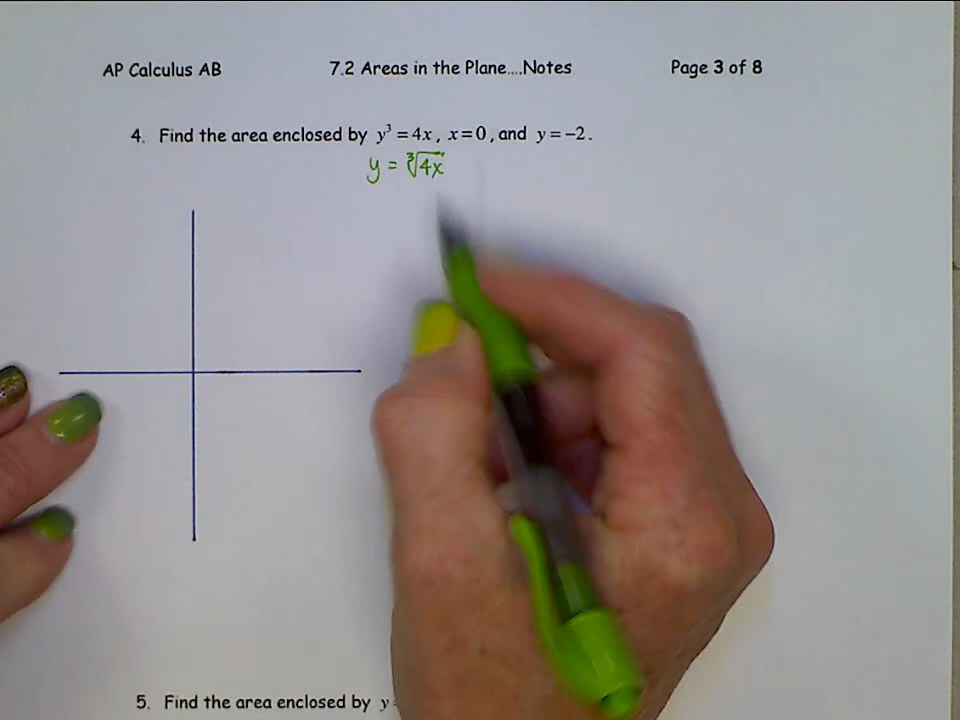 AP Calculus AB 7.2 Areas in the Plane....Notes Page 3 of 8
4. Find the area enclosed by y³ = 4x, x = 0, and y = −2.
y = ∛4x
5. Find the area enclosed by y